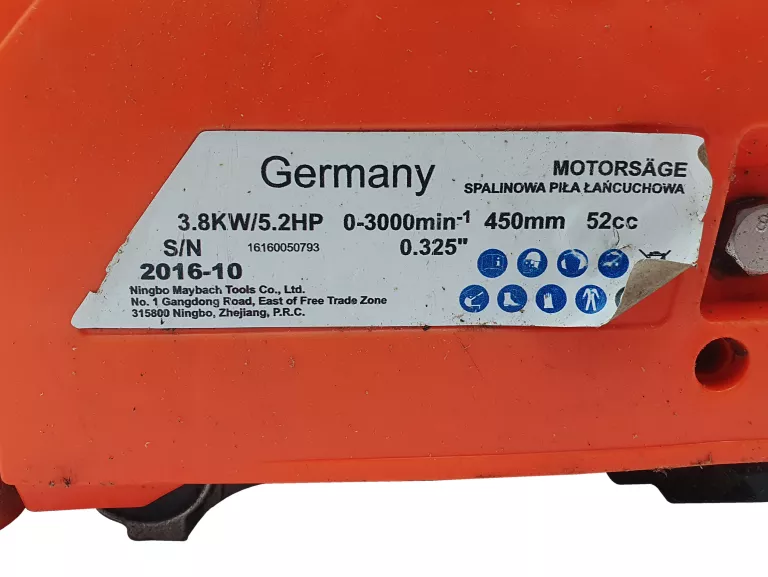 Germany
MOTORSÄGE
SPALINOWA PIŁA ŁAŃCUCHOWA
3.8KW/5.2HP 0-3000min-1 450mm 52cc
S/N 16160050793 0.325"
2016-10
Ningbo Maybach Tools Co., Ltd.
No. 1 Gangdong Road, East of Free Trade Zone
315800 Ningbo, Zhejiang, P.R.C.
8